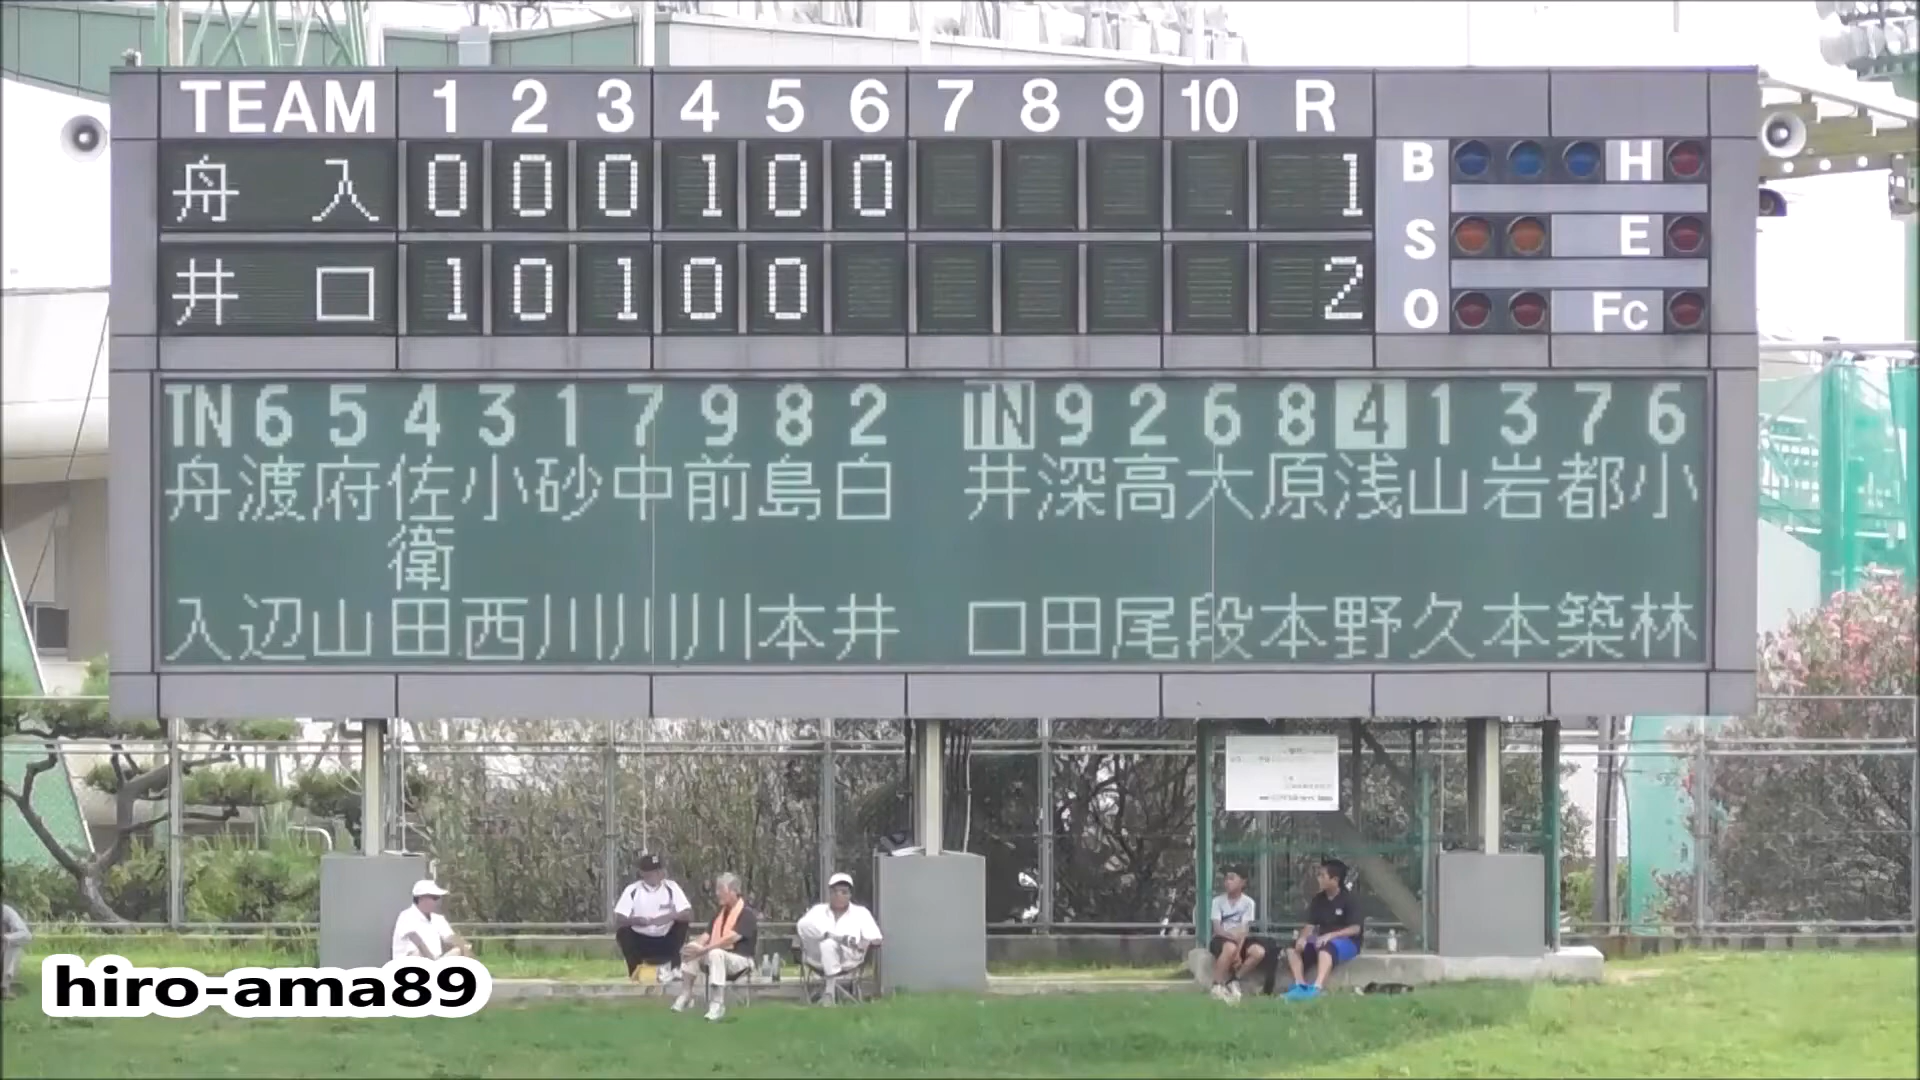 TEAM 1 2 3 4 5 6 7 8 9 10 R
舟入 0 0 0 1 0 0 1 B H
S E
井口 1 0 1 0 0 2 O Fc
TN 6 5 4 3 1 7 9 8 2 TN 9 2 6 8 4 1 3 7 6
舟入
渡辺
府山
佐衛田
小西
砂川
中川
前川
島本
白井
井口
深田
高尾
大段
原本
浅野
山久
岩本
都築
小林
hiro-ama89